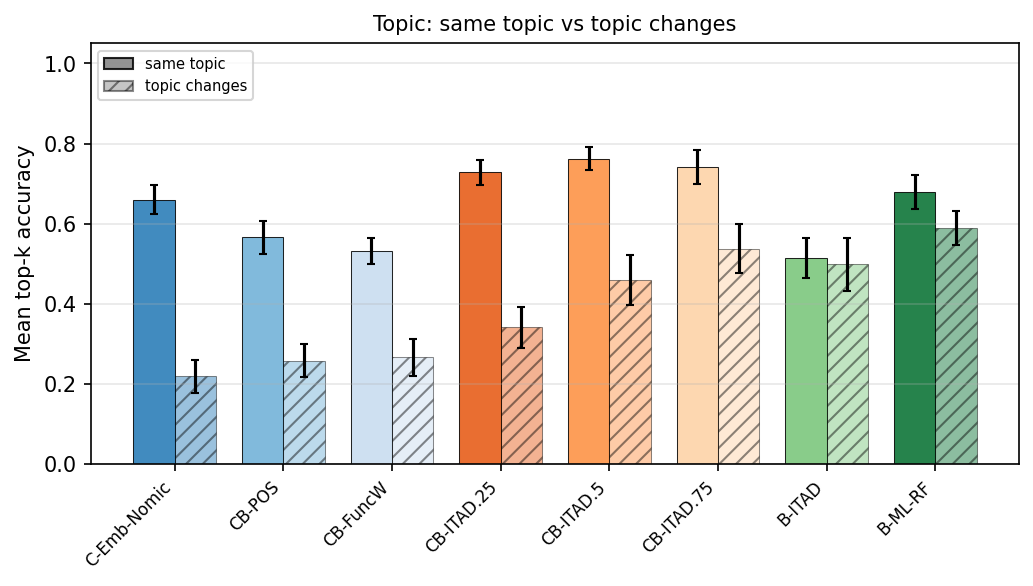 Topic: same topic vs topic changes
same topic
topic changes
Mean top-k accuracy
1.0
0.8
0.6
0.4
0.2
0.0
C-Emb-Nomic
CB-POS
CB-FuncW
CB-ITAD.25
CB-ITAD.5
CB-ITAD.75
B-ITAD
B-ML-RF